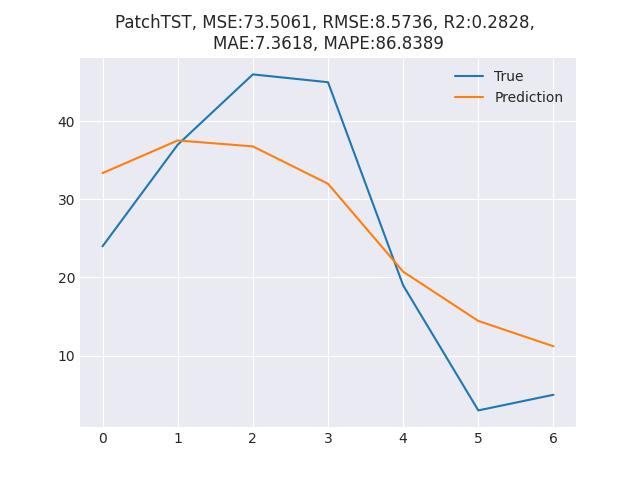 PatchTST, MSE:73.5061, RMSE:8.5736, R2:0.2828,
MAE:7.3618, MAPE:86.8389
True
Prediction
40
30
20
10
0 1 2 3 4 5 6